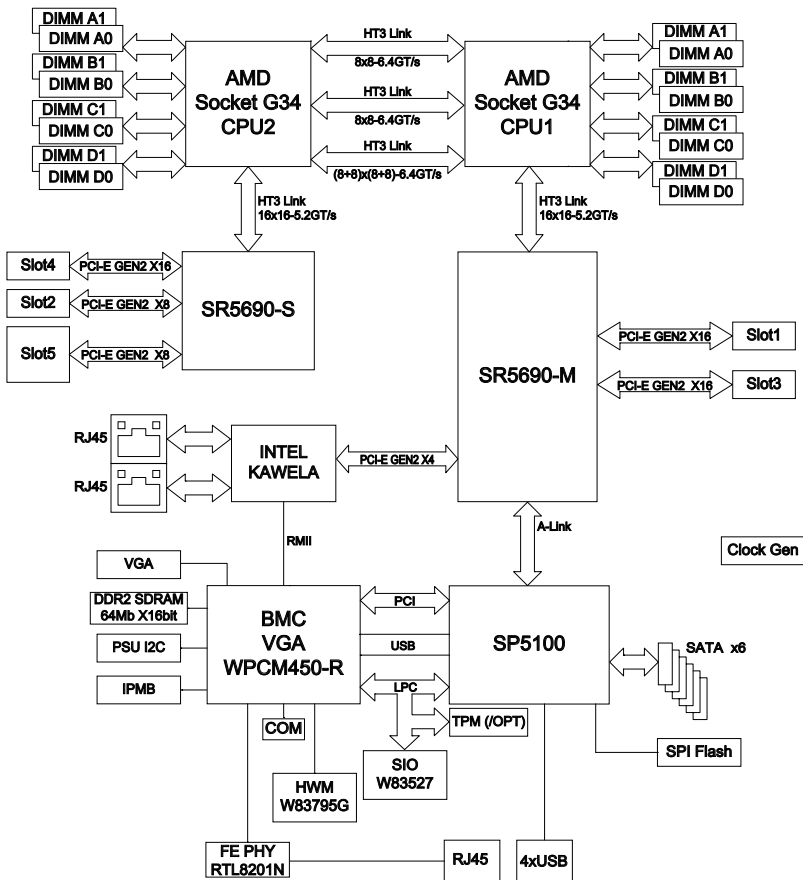 DIMM A1
DIMM A0
DIMM B1
DIMM B0
DIMM C1
DIMM C0
DIMM D1
DIMM D0
AMD
Socket G34
CPU2
HT3 Link
8x8-6.4GT/s
HT3 Link
8x8-6.4GT/s
HT3 Link
(8+8)x(8+8)-6.4GT/s
AMD
Socket G34
CPU1
DIMM A1
DIMM A0
DIMM B1
DIMM B0
DIMM C1
DIMM C0
DIMM D1
DIMM D0
HT3 Link
16x16-5.2GT/s
HT3 Link
16x16-5.2GT/s
Slot4
PCI-E GEN2 X16
Slot2
PCI-E GEN2 X8
Slot5
PCI-E GEN2 X8
SR5690-S
SR5690-M
PCI-E GEN2 X16
Slot1
PCI-E GEN2 X16
Slot3
RJ45
RJ45
INTEL
KAWELA
PCI-E GEN2 X4
RMII
A-Link
Clock Gen
VGA
DDR2 SDRAM
64Mb X16bit
PSU I2C
IPMB
BMC
VGA
WPCM450-R
PCI
USB
LPC
SP5100
SATA x6
COM
TPM (/OPT)
SPI Flash
HWM
W83795G
SIO
W83527
FE PHY
RTL8201N
RJ45
4xUSB